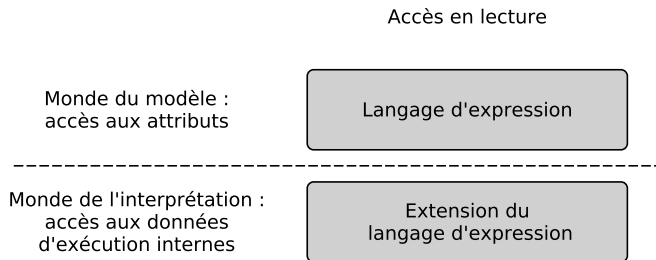 Accès en lecture
Monde du modèle :
accès aux attributs
Langage d'expression
Monde de l'interprétation :
accès aux données
d'exécution internes
Extension du
langage d'expression